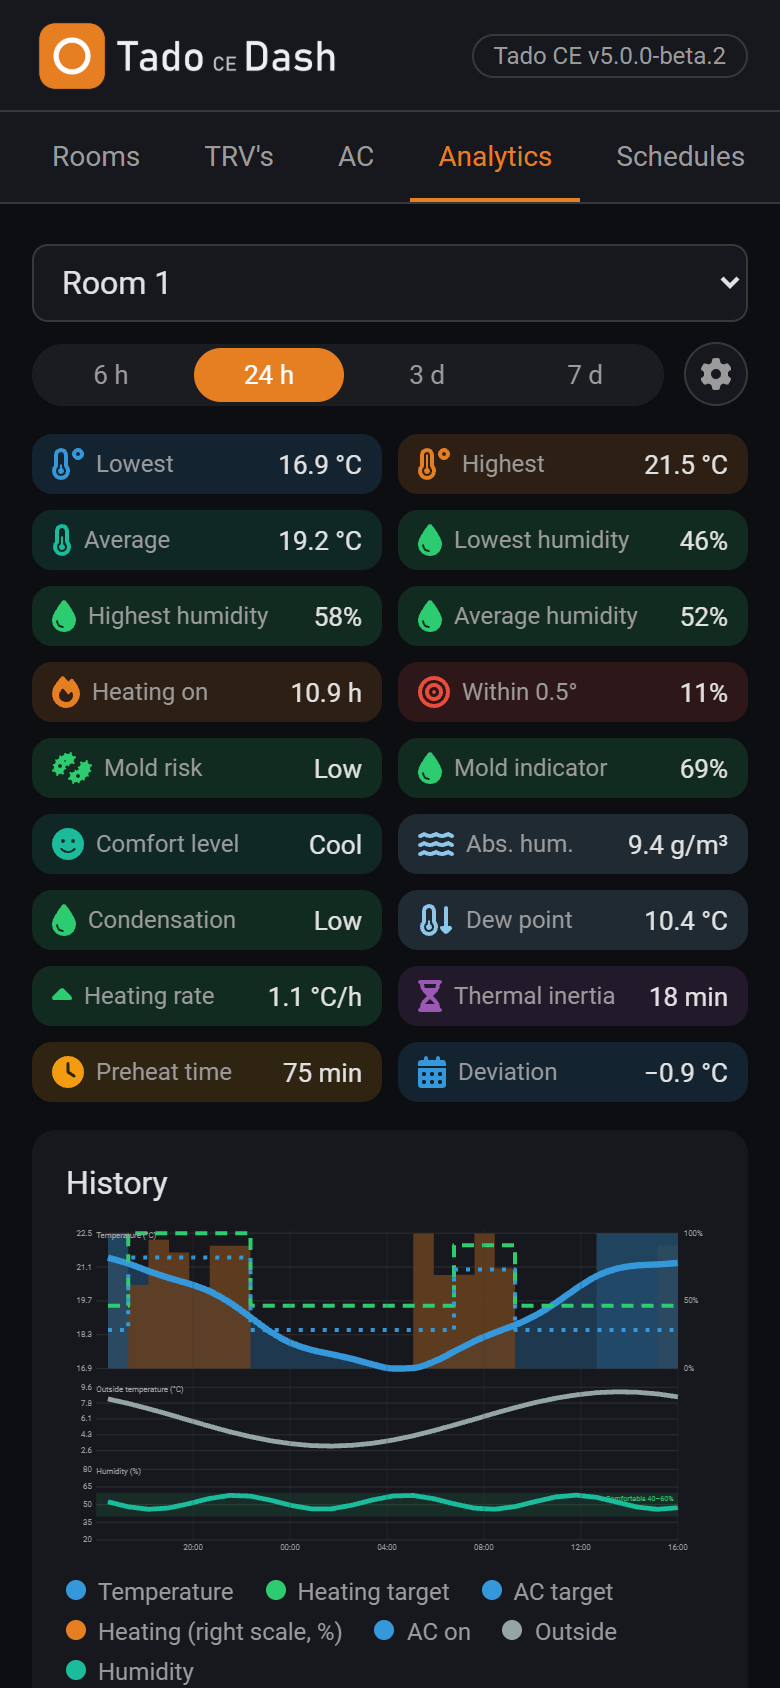 Tado CE Dash
Tado CE v5.0.0-beta.2
Rooms TRV's AC Analytics Schedules
Room 1
6 h 24 h 3 d 7 d
Lowest 16.9 °C
Highest 21.5 °C
Average 19.2 °C
Lowest humidity 46%
Highest humidity 58%
Average humidity 52%
Heating on 10.9 h
Within 0.5° 11%
Mold risk Low
Mold indicator 69%
Comfort level Cool
Abs. hum. 9.4 g/m³
Condensation Low
Dew point 10.4 °C
Heating rate 1.1 °C/h
Thermal inertia 18 min
Preheat time 75 min
Deviation −0.9 °C
History
22.5 Temperature (°C) 100%
21.1
19.7 50%
18.3
16.9 0%
9.6 Outside temperature (°C)
7.8
6.1
4.3
2.6
80 Humidity (%)
65
50 Comfortable 40–60%
35
20
20:00 00:00 04:00 08:00 12:00 16:00
Temperature Heating target AC target
Heating (right scale, %) AC on Outside
Humidity